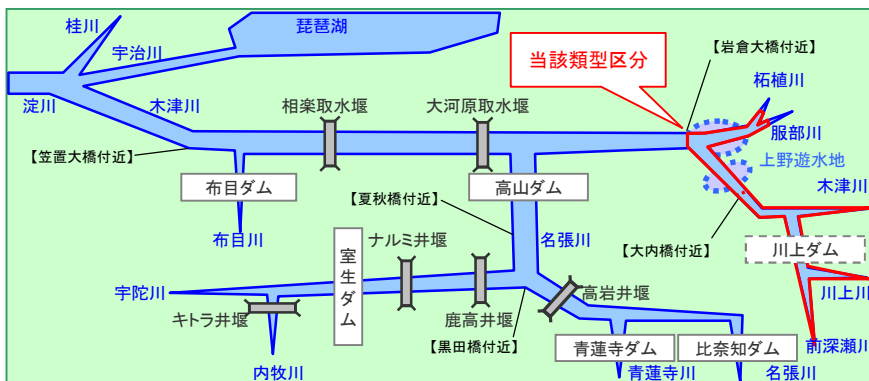 桂川
宇治川
琵琶湖
当該類型区分
【岩倉大橋付近】
柘植川
淀川
木津川
相楽取水堰
大河原取水堰
服部川
上野遊水地
【笠置大橋付近】
布目ダム
高山ダム
木津川
【夏秋橋付近】
布目川
室生ダム
ナルミ井堰
名張川
【大内橋付近】
川上ダム
宇陀川
高岩井堰
川上川
キトラ井堰
鹿高井堰
【黒田橋付近】
青蓮寺ダム
比奈知ダム
前深瀬川
内牧川
青蓮寺川
名張川